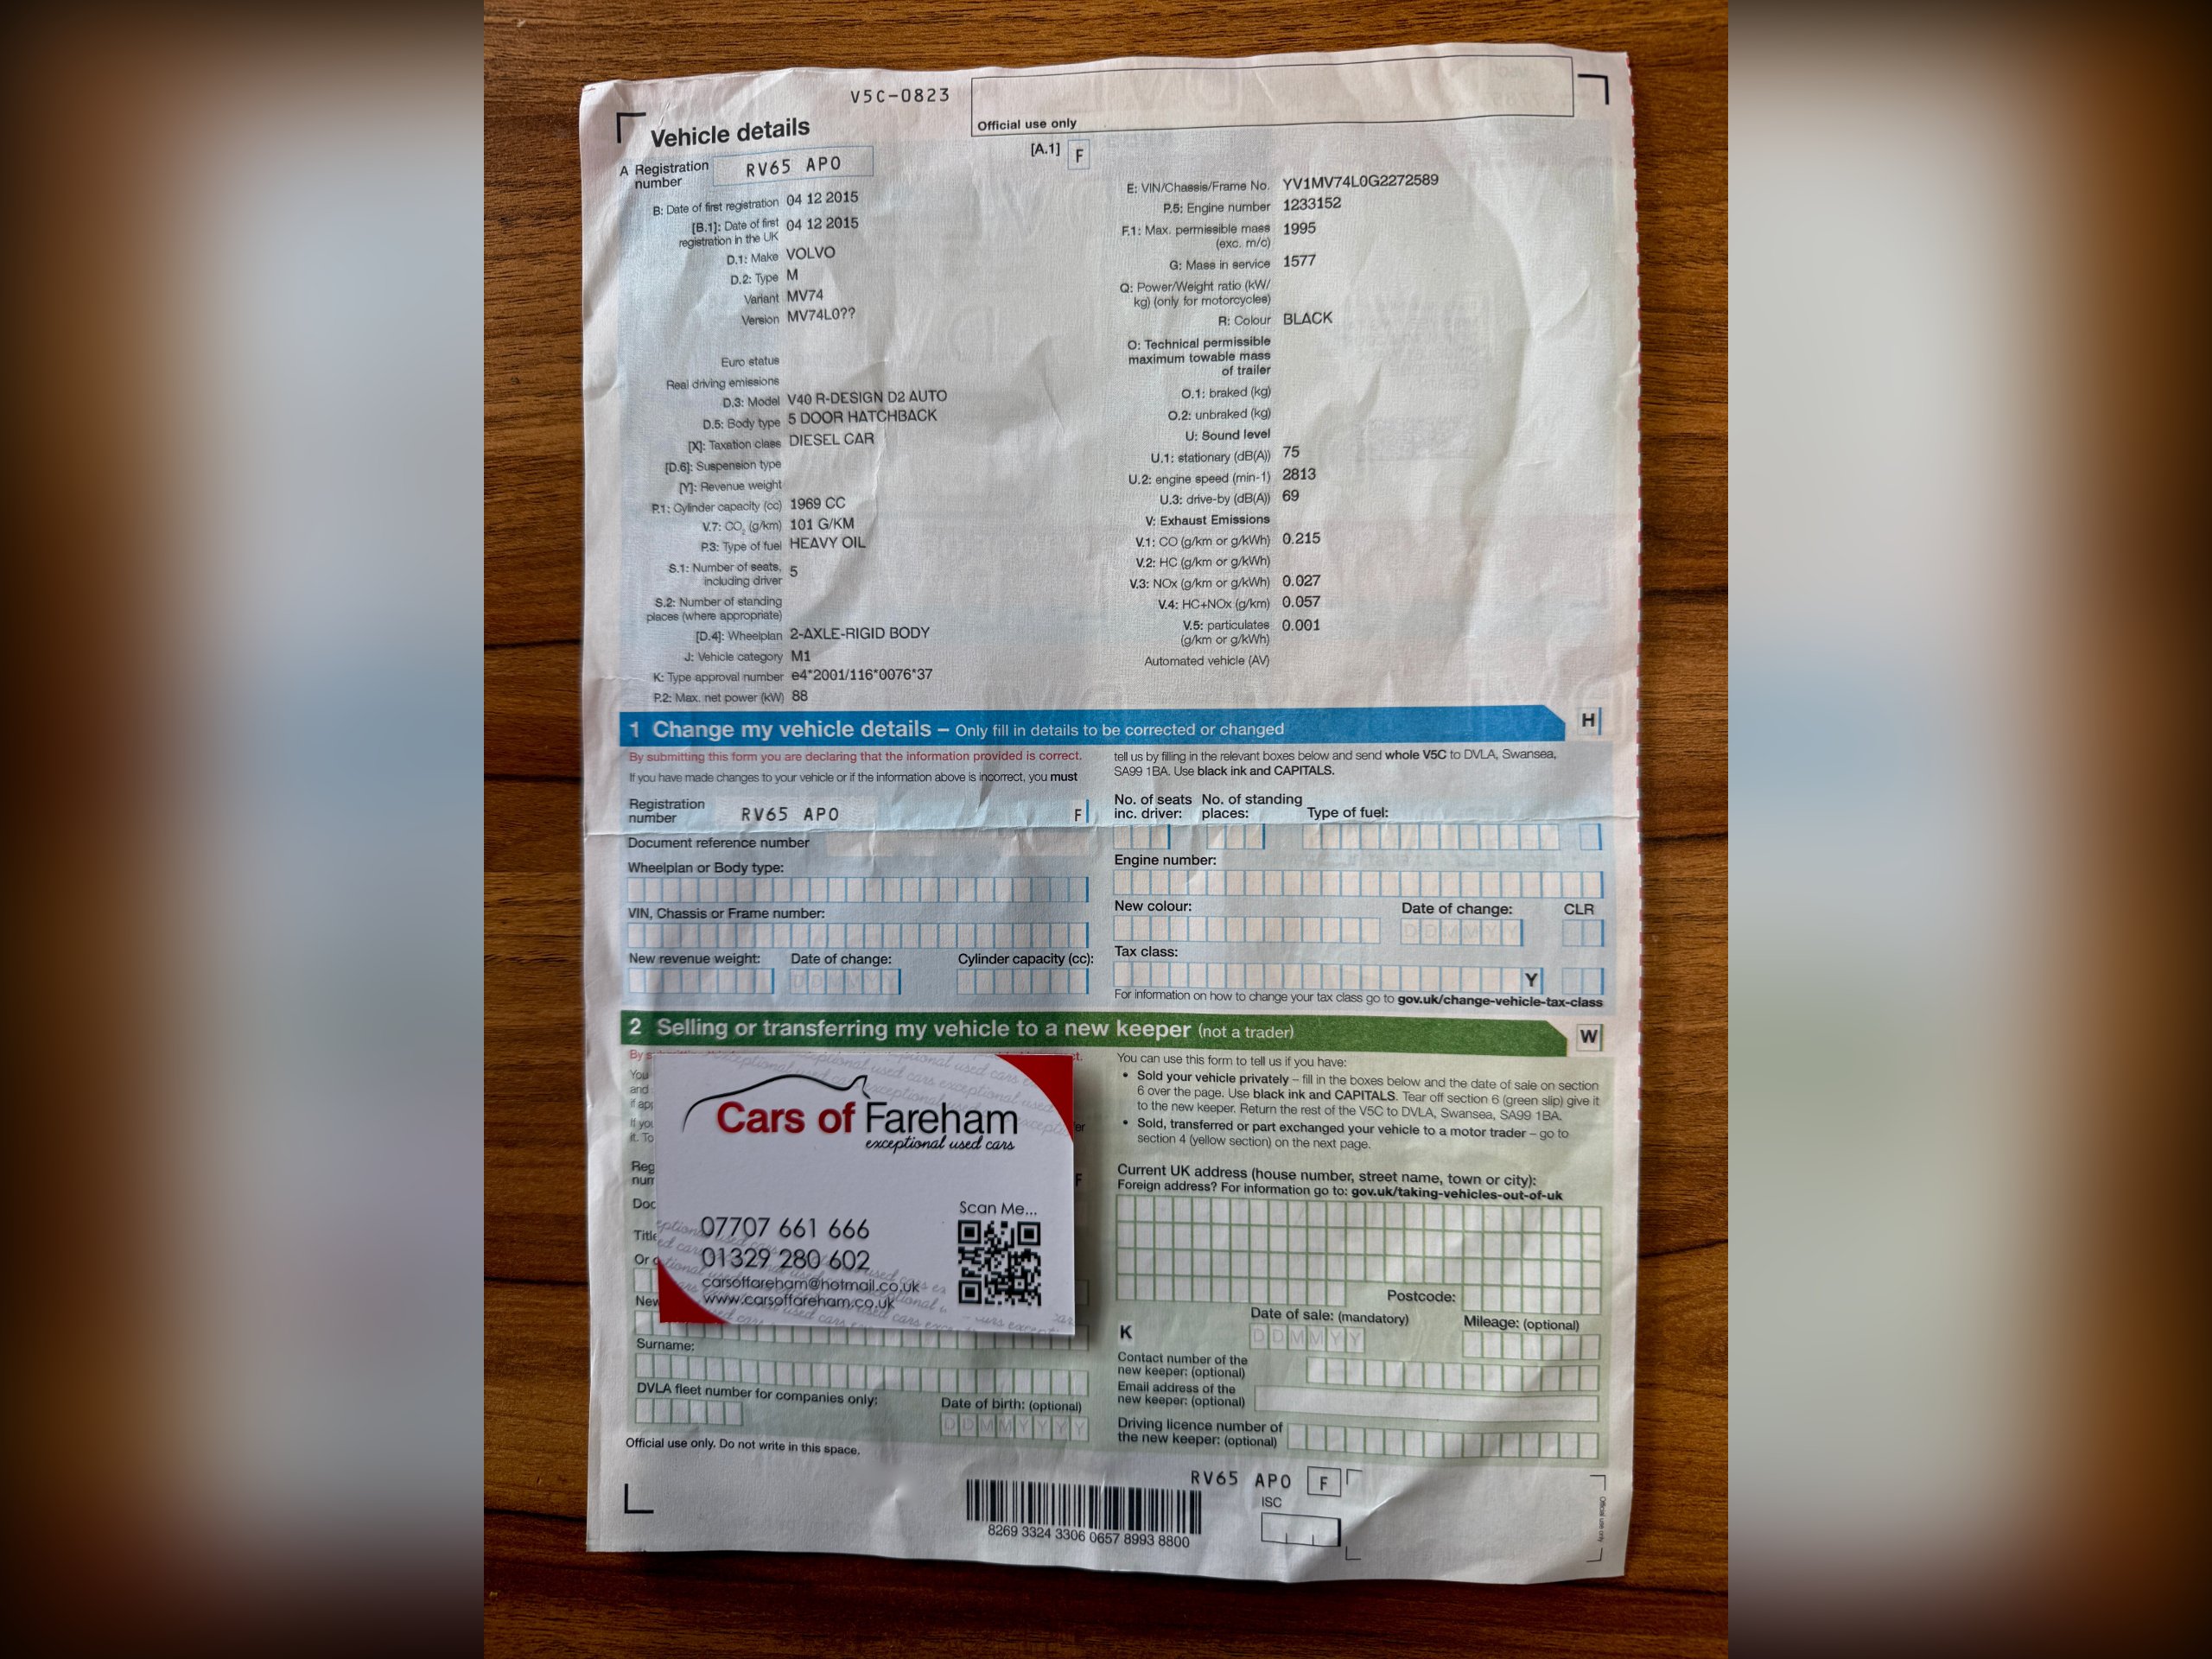 V5C-0823
Official use only
Vehicle details
A Registration number RV65 APO
[A.1] F
B: Date of first registration 04 12 2015
[B.1]: Date of first registration in the UK 04 12 2015
D.1: Make VOLVO
D.2: Type M
Variant MV74
Version MV74L0??
Euro status
Real driving emissions
D.3: Model V40 R-DESIGN D2 AUTO
D.5: Body type 5 DOOR HATCHBACK
[X]: Taxation class DIESEL CAR
[D.6]: Suspension type
[Y]: Revenue weight
P.1: Cylinder capacity (cc) 1969 CC
V.7: CO2 (g/km) 101 G/KM
P.3: Type of fuel HEAVY OIL
S.1: Number of seats, including driver 5
S.2: Number of standing places (where appropriate)
[D.4]: Wheelplan 2-AXLE-RIGID BODY
J: Vehicle category M1
K: Type approval number e4*2001/116*0076*37
P.2: Max. net power (kW) 88
E: VIN/Chassis/Frame No. YV1MV74L0G2272589
P.5: Engine number 1233152
F.1: Max. permissible mass (exc. m/c) 1995
G: Mass in service 1577
Q: Power/Weight ratio (kW/kg) (only for motorcycles)
R: Colour BLACK
O: Technical permissible maximum towable mass of trailer
O.1: braked (kg)
O.2: unbraked (kg)
U: Sound level
U.1: stationary (dB(A)) 75
U.2: engine speed (min-1) 2813
U.3: drive-by (dB(A)) 69
V: Exhaust Emissions
V.1: CO (g/km or g/kWh) 0.215
V.2: HC (g/km or g/kWh)
V.3: NOx (g/km or g/kWh) 0.027
V.4: HC+NOx (g/km) 0.057
V.5: particulates (g/km or g/kWh) 0.001
Automated vehicle (AV)
1 Change my vehicle details – Only fill in details to be corrected or changed
H
By submitting this form you are declaring that the information provided is correct.
If you have made changes to your vehicle or if the information above is incorrect, you must
tell us by filling in the relevant boxes below and send whole V5C to DVLA, Swansea,
SA99 1BA. Use black ink and CAPITALS.
Registration number RV65 APO F
Document reference number
Wheelplan or Body type:
VIN, Chassis or Frame number:
New revenue weight: Date of change: Cylinder capacity (cc):
DDMMYY
No. of seats inc. driver: No. of standing places: Type of fuel:
Engine number:
New colour: Date of change: CLR
DDMMYY
Tax class:
Y
For information on how to change your tax class go to gov.uk/change-vehicle-tax-class
2 Selling or transferring my vehicle to a new keeper (not a trader)
W
Cars of Fareham
exceptional used cars
07707 661 666
01329 280 602
carsoffareham@hotmail.co.uk
www.carsoffareham.co.uk
Scan Me...
F
Surname:
DVLA fleet number for companies only:
Date of birth: (optional)
DDMMYYYY
Official use only. Do not write in this space.
You can use this form to tell us if you have:
• Sold your vehicle privately – fill in the boxes below and the date of sale on section
6 over the page. Use black ink and CAPITALS. Tear off section 6 (green slip) give it
to the new keeper. Return the rest of the V5C to DVLA, Swansea, SA99 1BA.
• Sold, transferred or part exchanged your vehicle to a motor trader – go to
section 4 (yellow section) on the next page.
Current UK address (house number, street name, town or city):
Foreign address? For information go to: gov.uk/taking-vehicles-out-of-uk
Postcode:
K
Date of sale: (mandatory)
DDMMYY
Mileage: (optional)
Contact number of the new keeper: (optional)
Email address of the new keeper: (optional)
Driving licence number of the new keeper: (optional)
RV65 APO F
ISC
8269 3324 3306 0657 8993 8800
Official use only